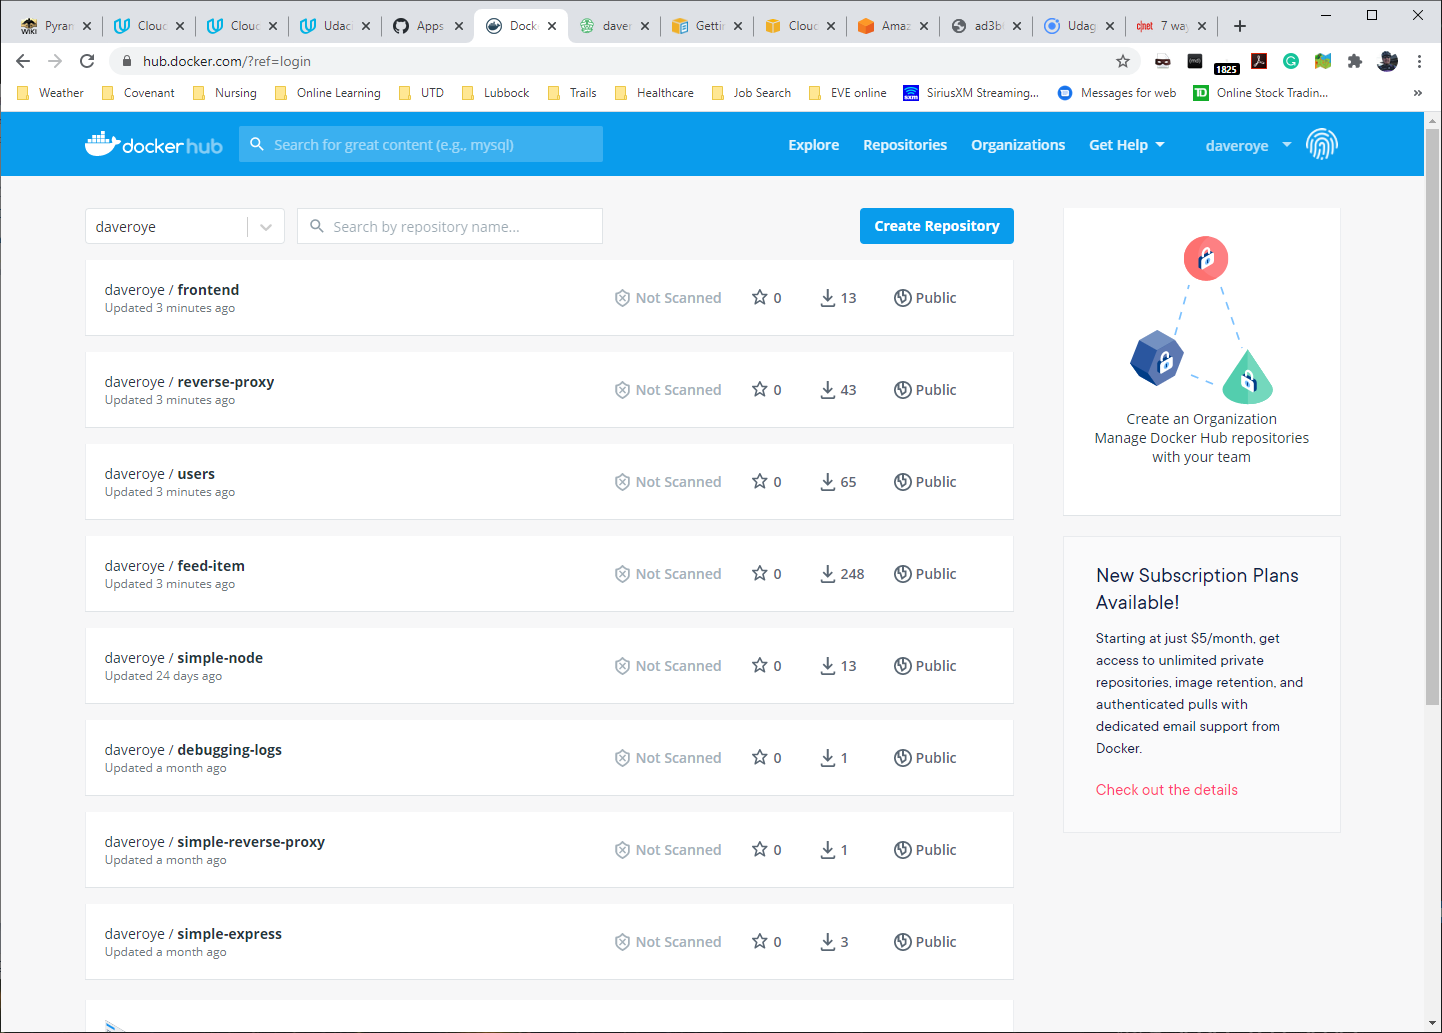 Pyran
Cloud
Cloud
Udaci
Apps
Docke
daver
Gettin
Cloud
Amaz
ad3b
Udag
c|net 7 way
hub.docker.com/?ref=login
1825
Weather
Covenant
Nursing
Online Learning
UTD
Lubbock
Trails
Healthcare
Job Search
EVE online
sxm SiriusXM Streaming...
Messages for web
TD Online Stock Tradin...
dockerhub
Search for great content (e.g., mysql)
Explore
Repositories
Organizations
Get Help
daveroye
daveroye
Search by repository name...
Create Repository
daveroye / frontend
Updated 3 minutes ago
Not Scanned
0
13
Public
daveroye / reverse-proxy
Updated 3 minutes ago
Not Scanned
0
43
Public
daveroye / users
Updated 3 minutes ago
Not Scanned
0
65
Public
daveroye / feed-item
Updated 3 minutes ago
Not Scanned
0
248
Public
daveroye / simple-node
Updated 24 days ago
Not Scanned
0
13
Public
daveroye / debugging-logs
Updated a month ago
Not Scanned
0
1
Public
daveroye / simple-reverse-proxy
Updated a month ago
Not Scanned
0
1
Public
daveroye / simple-express
Updated a month ago
Not Scanned
0
3
Public
Create an Organization
Manage Docker Hub repositories
with your team
New Subscription Plans
Available!
Starting at just $5/month, get
access to unlimited private
repositories, image retention, and
authenticated pulls with
dedicated email support from
Docker.
Check out the details